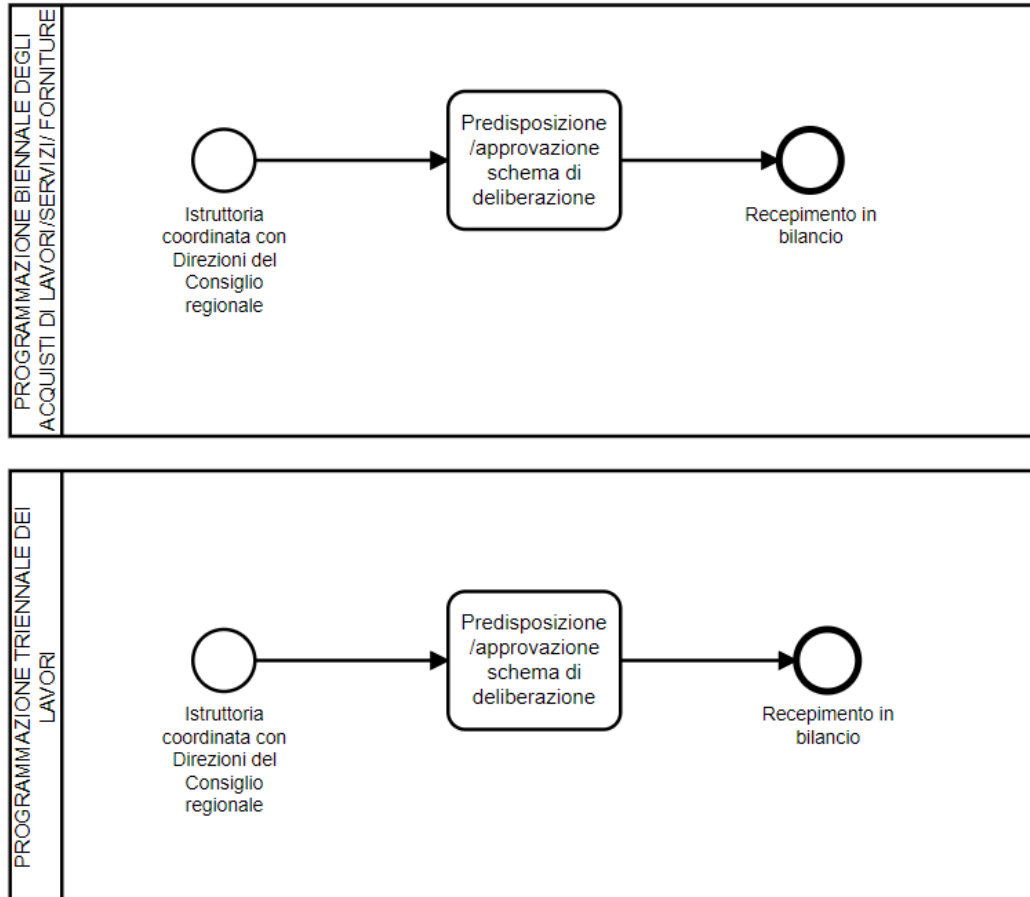 PROGRAMMAZIONE BIENNALE DEGLI
ACQUISTI DI LAVORI/SERVIZI/ FORNITURE
Istruttoria
coordinata con
Direzioni del
Consiglio
regionale
Predisposizione
/approvazione
schema di
deliberazione
Recepimento in
bilancio
PROGRAMMAZIONE TRIENNALE DEI
LAVORI
Istruttoria
coordinata con
Direzioni del
Consiglio
regionale
Predisposizione
/approvazione
schema di
deliberazione
Recepimento in
bilancio